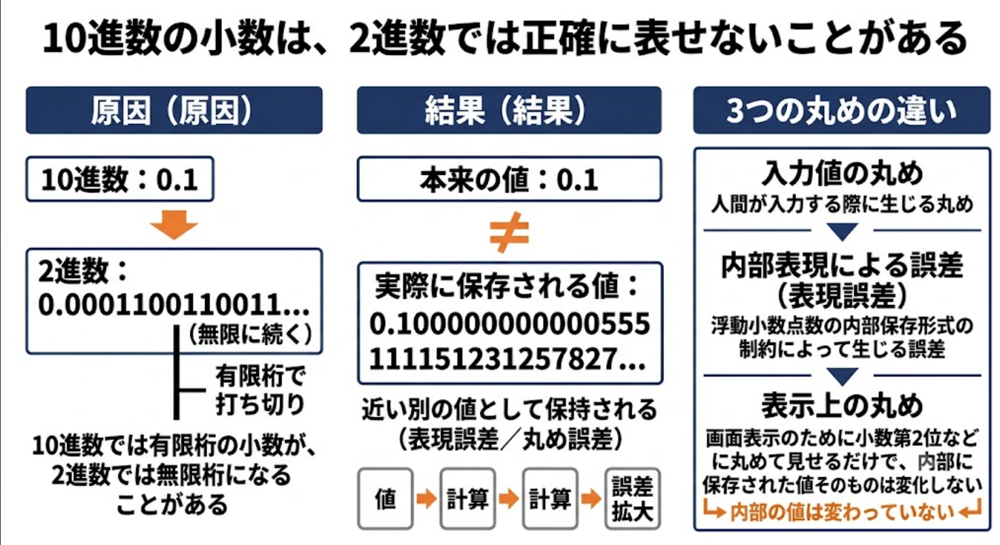 10進数の小数は、2進数では正確に表せないことがある
原因（原因）
10進数：0.1
2進数：
0.0001100110011...
（無限に続く）
有限桁で
打ち切り
10進数では有限桁の小数が、
2進数では無限桁になる
ことがある
結果（結果）
本来の値：0.1
≠
実際に保存される値：
0.1000000000000555
111151231257827...
近い別の値として保持される
（表現誤差／丸め誤差）
値
計算
計算
誤差
拡大
3つの丸めの違い
入力値の丸め
人間が入力する際に生じる丸め
内部表現による誤差
（表現誤差）
浮動小数点数の内部保存形式の
制約によって生じる誤差
表示上の丸め
画面表示のために小数第2位など
に丸めて見せるだけで、内部に
保存された値そのものは変化しない
内部の値は変わっていない